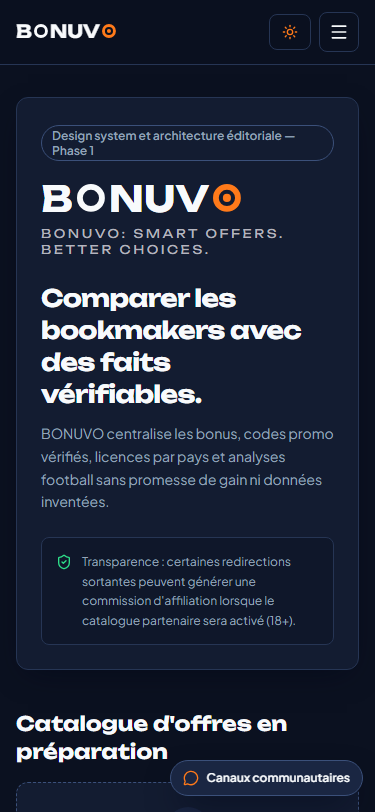 BONUVO
Design system et architecture éditoriale —
Phase 1
BONUVO
BONUVO: SMART OFFERS.
BETTER CHOICES.
Comparer les
bookmakers avec
des faits
vérifiables.
BONUVO centralise les bonus, codes promo
vérifiés, licences par pays et analyses
football sans promesse de gain ni données
inventées.
Transparence : certaines redirections
sortantes peuvent générer une
commission d'affiliation lorsque le
catalogue partenaire sera activé (18+).
Catalogue d'offres en
préparation
Canaux communautaires